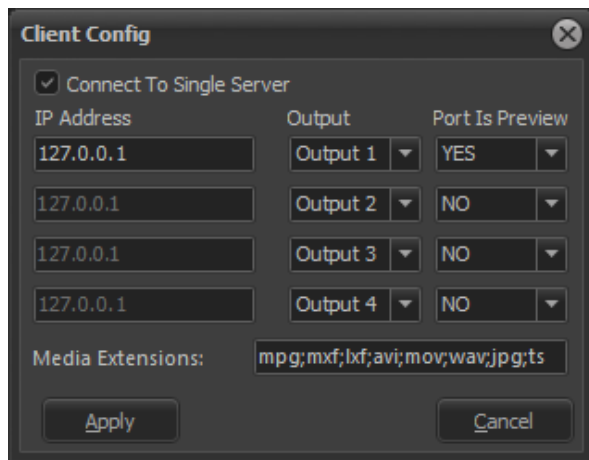 Client Config
Connect To Single Server
IP Address Output Port Is Preview
127.0.0.1 Output 1 YES
127.0.0.1 Output 2 NO
127.0.0.1 Output 3 NO
127.0.0.1 Output 4 NO
Media Extensions: mpg;mxf;lxf;avi;mov;wav;jpg;ts
Apply Cancel